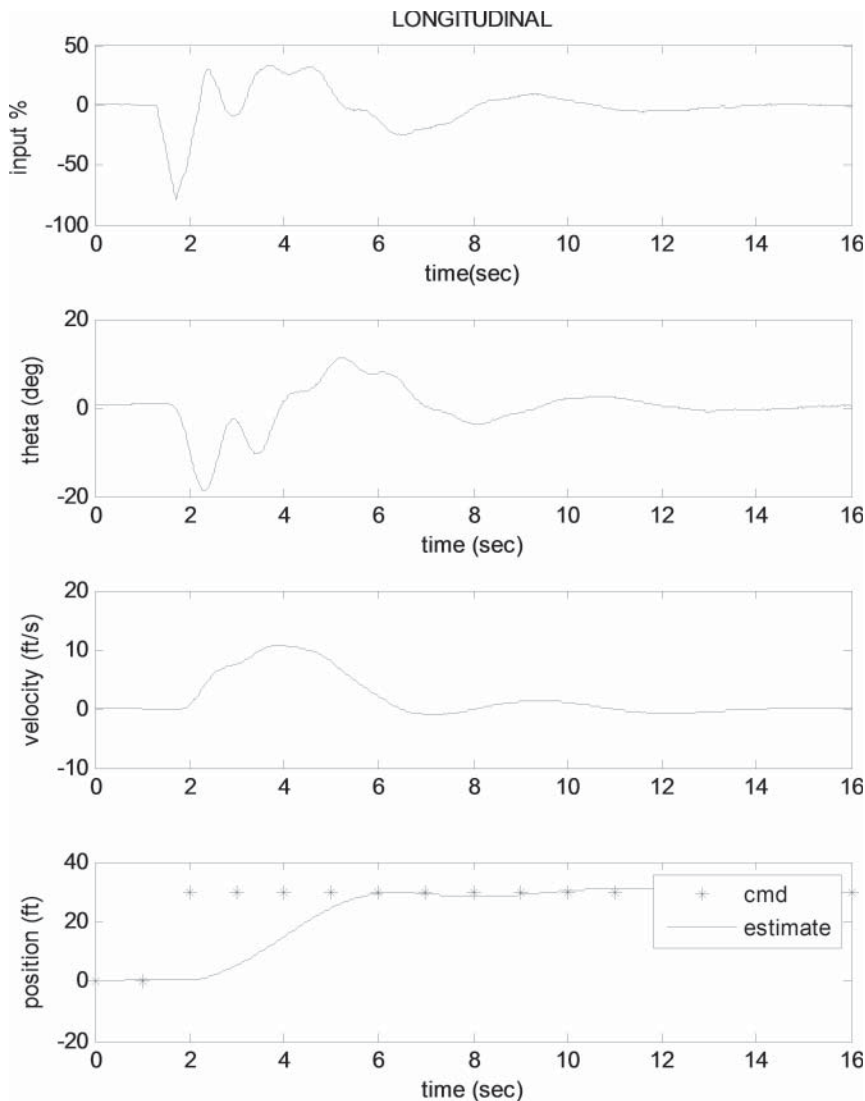 LONGITUDINAL
50
0
-50
-100
input %
0 2 4 6 8 10 12 14 16
time(sec)
20
0
-20
theta (deg)
0 2 4 6 8 10 12 14 16
time (sec)
20
10
0
-10
velocity (ft/s)
0 2 4 6 8 10 12 14 16
40
20
0
-20
position (ft)
cmd
estimate
0 2 4 6 8 10 12 14 16
time (sec)